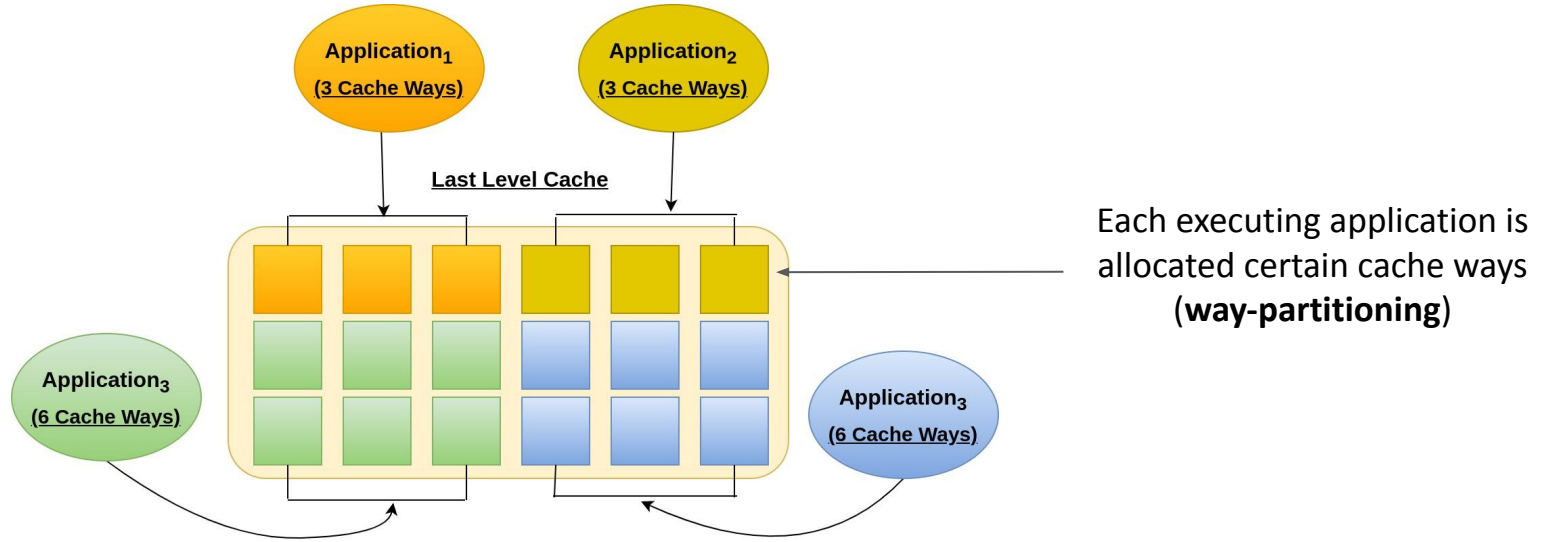 Application₁
(3 Cache Ways)
Application₂
(3 Cache Ways)
Last Level Cache
Each executing application is
allocated certain cache ways
(way-partitioning)
Application₃
(6 Cache Ways)
Application₃
(6 Cache Ways)